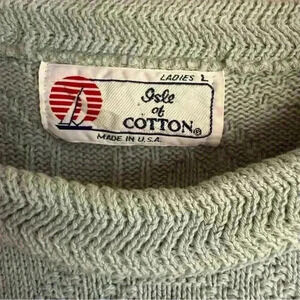 LADIES L
Isle
of
COTTON®
MADE IN U.S.A.